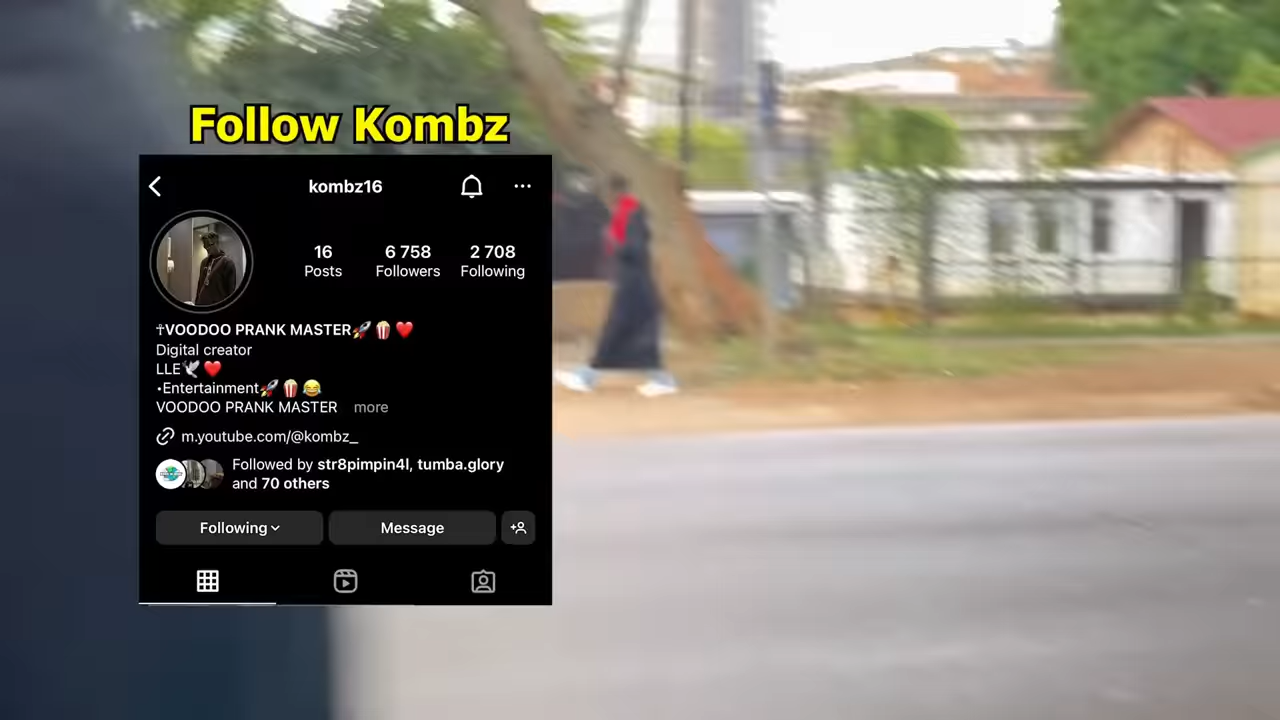 Follow Kombz
kombz16
16
Posts
6 758
Followers
2 708
Following
☥VOODOO PRANK MASTER🚀🍿❤️
Digital creator
LLE🕊️❤️
•Entertainment🚀🍿😂
VOODOO PRANK MASTER more
m.youtube.com/@kombz_
Followed by str8pimpin4l, tumba.glory
and 70 others
Following
Message